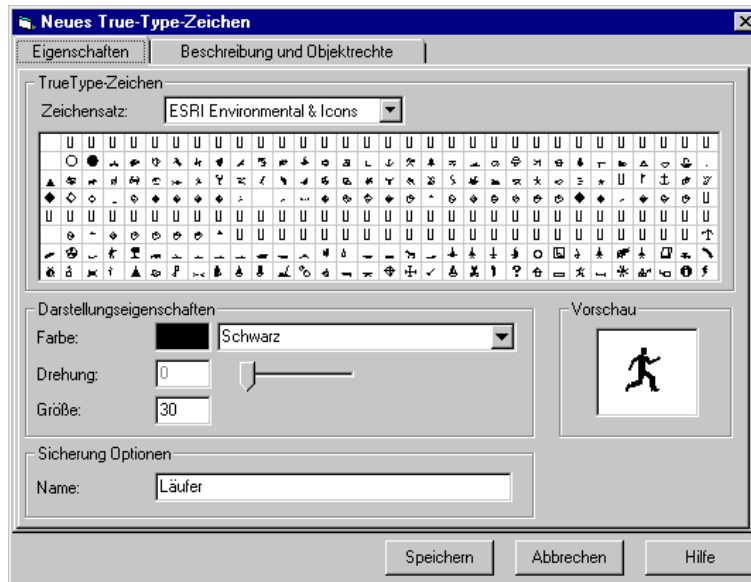 Neues True-Type-Zeichen
Eigenschaften Beschreibung und Objektrechte
TrueType-Zeichen
Zeichensatz: ESRI Environmental & Icons
Darstellungseigenschaften
Farbe: Schwarz
Drehung: 0
Größe: 30
Vorschau
Sicherung Optionen
Name: Läufer
Speichern Abbrechen Hilfe